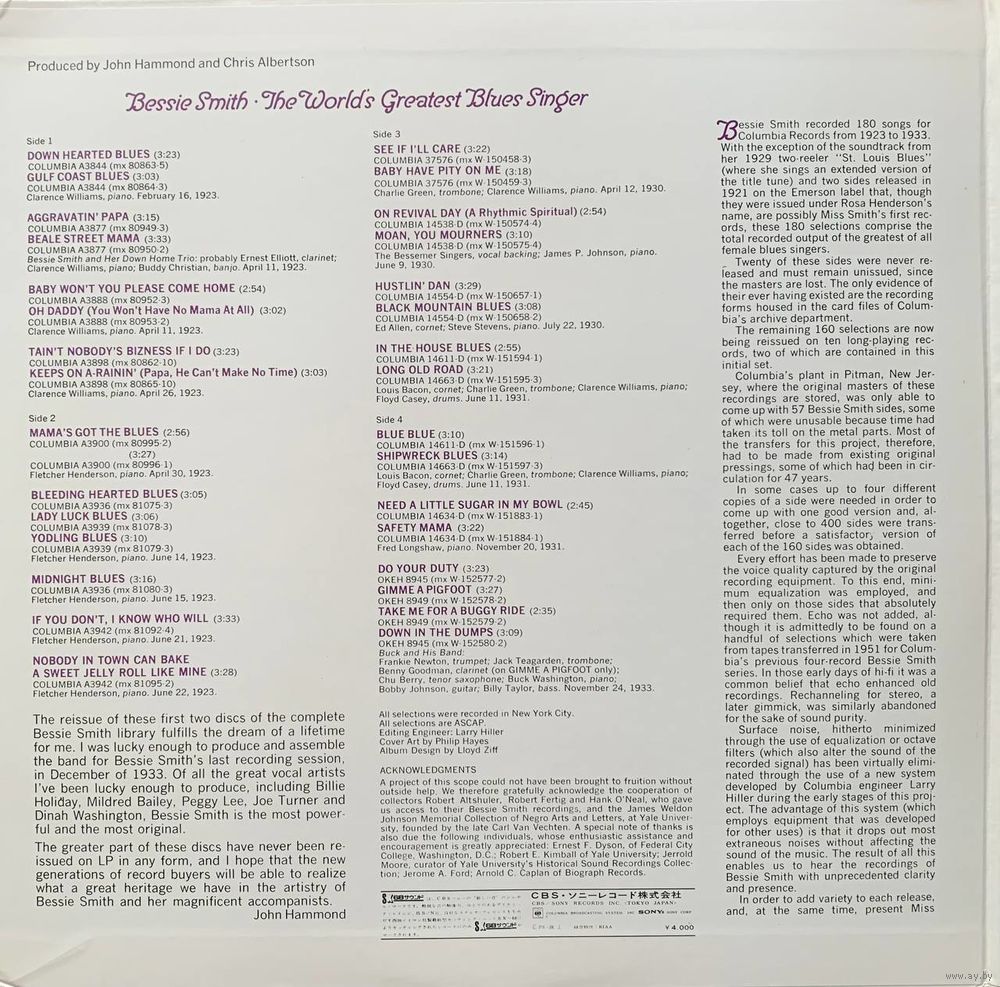 Produced by John Hammond and Chris Albertson
Bessie Smith · The World's Greatest Blues Singer
Side 1
DOWN HEARTED BLUES (3:23)
COLUMBIA A3844 (mx 80863-5)
GULF COAST BLUES (3:03)
COLUMBIA A3844 (mx 80864-3)
Clarence Williams, piano. February 16, 1923.
AGGRAVATIN' PAPA (3:15)
COLUMBIA A3877 (mx 80949-3)
BEALE STREET MAMA (3:33)
COLUMBIA A3877 (mx 80950-2)
Bessie Smith and Her Down Home Trio: probably Ernest Elliott, clarinet;
Clarence Williams, piano; Buddy Christian, banjo. April 11, 1923.
BABY WON'T YOU PLEASE COME HOME (2:54)
COLUMBIA A3888 (mx 80952-3)
OH DADDY (You Won't Have No Mama At All) (3:02)
COLUMBIA A3888 (mx 80953-2)
Clarence Williams, piano. April 11, 1923.
TAIN'T NOBODY'S BIZNESS IF I DO (3:23)
COLUMBIA A3898 (mx 80862-10)
KEEPS ON A-RAININ' (Papa, He Can't Make No Time) (3:03)
COLUMBIA A3898 (mx 80865-10)
Clarence Williams, piano. April 26, 1923.
Side 2
MAMA'S GOT THE BLUES (2:56)
COLUMBIA A3900 (mx 80995-2)
(3:27)
COLUMBIA A3900 (mx 80996-1)
Fletcher Henderson, piano. April 30, 1923.
BLEEDING HEARTED BLUES (3:05)
COLUMBIA A3936 (mx 81075-3)
LADY LUCK BLUES (3:06)
COLUMBIA A3939 (mx 81078-3)
YODLING BLUES (3:10)
COLUMBIA A3939 (mx 81079-3)
Fletcher Henderson, piano. June 14, 1923.
MIDNIGHT BLUES (3:16)
COLUMBIA A3936 (mx 81080-3)
Fletcher Henderson, piano. June 15, 1923.
IF YOU DON'T, I KNOW WHO WILL (3:33)
COLUMBIA A3942 (mx 81092-4)
Fletcher Henderson, piano. June 21, 1923.
NOBODY IN TOWN CAN BAKE
A SWEET JELLY ROLL LIKE MINE (3:28)
COLUMBIA A3942 (mx 81095-2)
Fletcher Henderson, piano. June 22, 1923.
The reissue of these first two discs of the complete
Bessie Smith library fulfills the dream of a lifetime
for me. I was lucky enough to produce and assemble
the band for Bessie Smith's last recording session,
in December of 1933. Of all the great vocal artists
I've been lucky enough to produce, including Billie
Holiday, Mildred Bailey, Peggy Lee, Joe Turner and
Dinah Washington, Bessie Smith is the most power-
ful and the most original.
The greater part of these discs have never been re-
issued on LP in any form, and I hope that the new
generations of record buyers will be able to realize
what a great heritage we have in the artistry of
Bessie Smith and her magnificent accompanists.
John Hammond
Side 3
SEE IF I'LL CARE (3:22)
COLUMBIA 37576 (mx W-150458-3)
BABY HAVE PITY ON ME (3:18)
COLUMBIA 37576 (mx W-150459-3)
Charlie Green, trombone; Clarence Williams, piano. April 12, 1930.
ON REVIVAL DAY (A Rhythmic Spiritual) (2:54)
COLUMBIA 14538-D (mx W-150574-4)
MOAN, YOU MOURNERS (3:10)
COLUMBIA 14538-D (mx W-150575-4)
The Bessemer Singers, vocal backing; James P. Johnson, piano.
June 9, 1930.
HUSTLIN' DAN (3:29)
COLUMBIA 14554-D (mx W-150657-1)
BLACK MOUNTAIN BLUES (3:08)
COLUMBIA 14554-D (mx W-150658-2)
Ed Allen, cornet; Steve Stevens, piano. July 22, 1930.
IN THE HOUSE BLUES (2:55)
COLUMBIA 14611-D (mx W-151594-1)
LONG OLD ROAD (3:21)
COLUMBIA 14663-D (mx W-151595-3)
Louis Bacon, cornet; Charlie Green, trombone; Clarence Williams, piano;
Floyd Casey, drums. June 11, 1931.
Side 4
BLUE BLUE (3:10)
COLUMBIA 14611-D (mx W-151596-1)
SHIPWRECK BLUES (3:14)
COLUMBIA 14663-D (mx W-151597-3)
Louis Bacon, cornet; Charlie Green, trombone; Clarence Williams, piano;
Floyd Casey, drums. June 11, 1931.
NEED A LITTLE SUGAR IN MY BOWL (2:45)
COLUMBIA 14634-D (mx W-151883-1)
SAFETY MAMA (3:22)
COLUMBIA 14634-D (mx W-151884-1)
Fred Longshaw, piano. November 20, 1931.
DO YOUR DUTY (3:23)
OKEH 8945 (mx W-152577-2)
GIMME A PIGFOOT (3:27)
OKEH 8949 (mx W-152578-2)
TAKE ME FOR A BUGGY RIDE (2:35)
OKEH 8949 (mx W-152579-2)
DOWN IN THE DUMPS (3:09)
OKEH 8945 (mx W-152580-2)
Buck and His Band:
Frankie Newton, trumpet; Jack Teagarden, trombone;
Benny Goodman, clarinet (on GIMME A PIGFOOT only);
Chu Berry, tenor saxophone; Buck Washington, piano;
Bobby Johnson, guitar; Billy Taylor, bass. November 24, 1933.
All selections were recorded in New York City.
All selections are ASCAP.
Editing Engineer: Larry Hiller
Cover Art by Philip Hayes
Album Design by Lloyd Ziff
ACKNOWLEDGMENTS
A project of this scope could not have been brought to fruition without
outside help. We therefore gratefully acknowledge the cooperation of
collectors Robert Altshuler, Robert Fertig and Hank O'Neal, who gave
us access to their Bessie Smith recordings, and the James Weldon
Johnson Memorial Collection of Negro Arts and Letters, at Yale Univer-
sity, founded by the late Carl Van Vechten. A special note of thanks is
also due the following individuals, whose enthusiastic assistance and
encouragement is greatly appreciated: Ernest F. Dyson, of Federal City
College, Washington, D.C.; Robert E. Kimball of Yale University; Jerrold
Moore, curator of Yale University's Historical Sound Recordings Collec-
tion; Jerome A. Ford; Arnold C. Caplan of Biograph Records.
CBS・ソニーレコード株式会社
CBS/SONY RECORDS INC. (TOKYO JAPAN)
COLUMBIA BROADCASTING SYSTEM, INC. SONY CORP
¥4,000
Bessie Smith recorded 180 songs for
Columbia Records from 1923 to 1933.
With the exception of the soundtrack from
her 1929 two-reeler "St. Louis Blues"
(where she sings an extended version of
the title tune) and two sides released in
1921 on the Emerson label that, though
they were issued under Rosa Henderson's
name, are possibly Miss Smith's first rec-
ords, these 180 selections comprise the
total recorded output of the greatest of all
female blues singers.
Twenty of these sides were never re-
leased and must remain unissued, since
the masters are lost. The only evidence of
their ever having existed are the recording
forms housed in the card files of Colum-
bia's archive department.
The remaining 160 selections are now
being reissued on ten long-playing rec-
ords, two of which are contained in this
initial set.
Columbia's plant in Pitman, New Jer-
sey, where the original masters of these
recordings are stored, was only able to
come up with 57 Bessie Smith sides, some
of which were unusable because time had
taken its toll on the metal parts. Most of
the transfers for this project, therefore,
had to be made from existing original
pressings, some of which had been in cir-
culation for 47 years.
In some cases up to four different
copies of a side were needed in order to
come up with one good version and, al-
together, close to 400 sides were trans-
ferred before a satisfactory version of
each of the 160 sides was obtained.
Every effort has been made to preserve
the voice quality captured by the original
recording equipment. To this end, mini-
mum equalization was employed, and
then only on those sides that absolutely
required them. Echo was not added, al-
though it is admittedly to be found on a
handful of selections which were taken
from tapes transferred in 1951 for Colum-
bia's previous four-record Bessie Smith
series. In those early days of hi-fi it was a
common belief that echo enhanced old
recordings. Rechanneling for stereo, a
later gimmick, was similarly abandoned
for the sake of sound purity.
Surface noise, hitherto minimized
through the use of equalization or octave
filters (which also alter the sound of the
recorded signal) has been virtually elimi-
nated through the use of a new system
developed by Columbia engineer Larry
Hiller during the early stages of this proj-
ect. The advantage of this system (which
employs equipment that was developed
for other uses) is that it drops out most
extraneous noises without affecting the
sound of the music. The result of all this
enables us to hear the recordings of
Bessie Smith with unprecedented clarity
and presence.
In order to add variety to each release,
and, at the same time, present Miss
www.ay.by